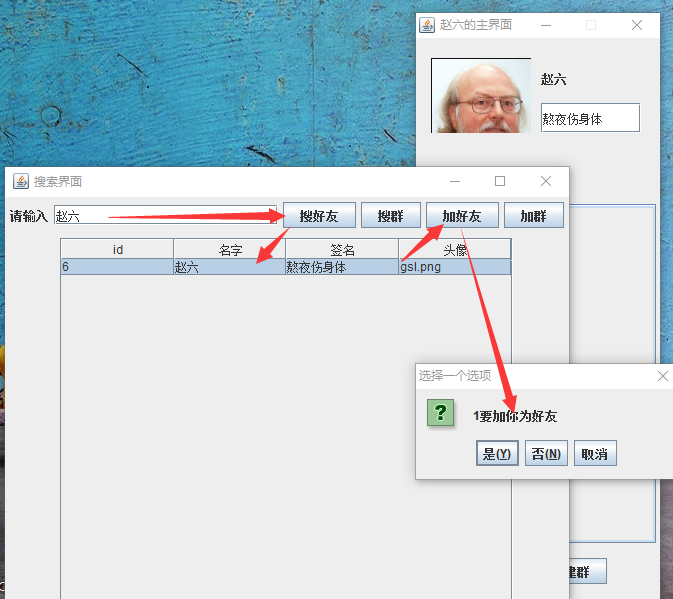 赵六的主界面
赵六
熬夜伤身体
搜索界面
请输入 赵六 搜好友 搜群 加好友 加群
id 名字 签名 头像
6 赵六 熬夜伤身体 gsl.png
选择一个选项
?
1要加你为好友
是(Y) 否(N) 取消
建群